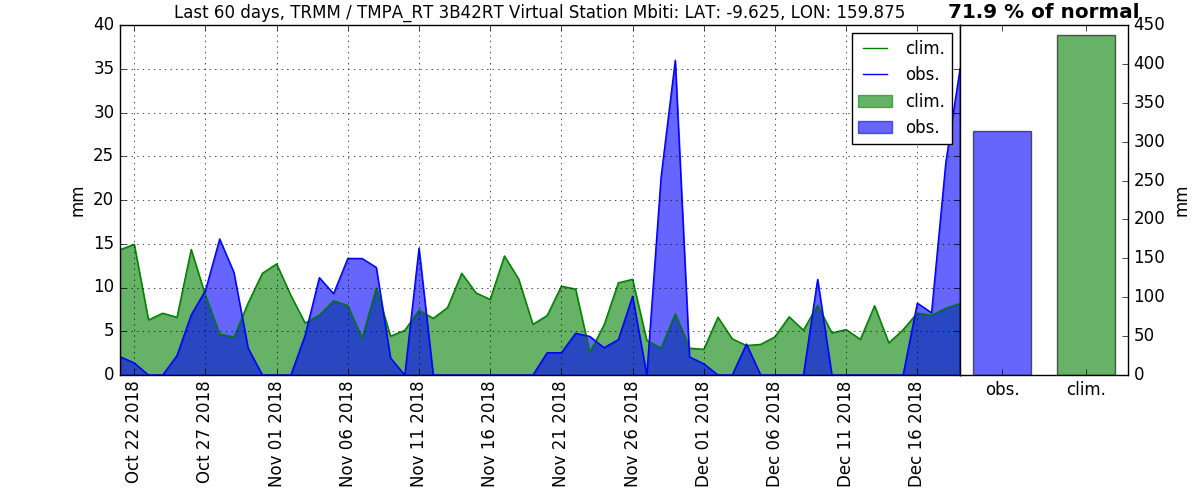 Last 60 days, TRMM / TMPA_RT 3B42RT Virtual Station Mbiti: LAT: -9.625, LON: 159.875
71.9 % of normal
40
35
30
25
20
15
10
5
0
mm
clim.
obs.
clim.
obs.
Oct 22 2018
Oct 27 2018
Nov 01 2018
Nov 06 2018
Nov 11 2018
Nov 16 2018
Nov 21 2018
Nov 26 2018
Dec 01 2018
Dec 06 2018
Dec 11 2018
Dec 16 2018
450
400
350
300
250
200
150
100
50
0
mm
obs.
clim.